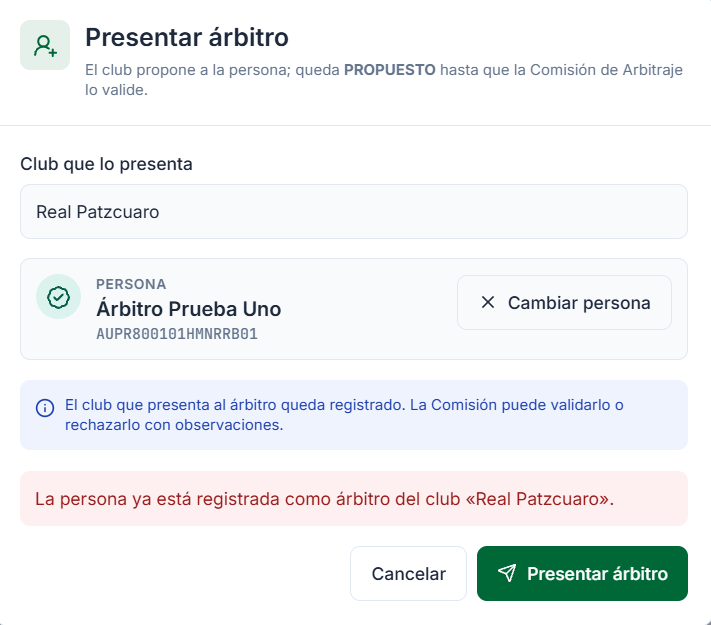 Presentar árbitro
El club propone a la persona; queda PROPUESTO hasta que la Comisión de Arbitraje
lo valide.
Club que lo presenta
Real Patzcuaro
PERSONA
Árbitro Prueba Uno
AUPR800101HMNRRB01
Cambiar persona
El club que presenta al árbitro queda registrado. La Comisión puede validarlo o
rechazarlo con observaciones.
La persona ya está registrada como árbitro del club «Real Patzcuaro».
Cancelar
Presentar árbitro